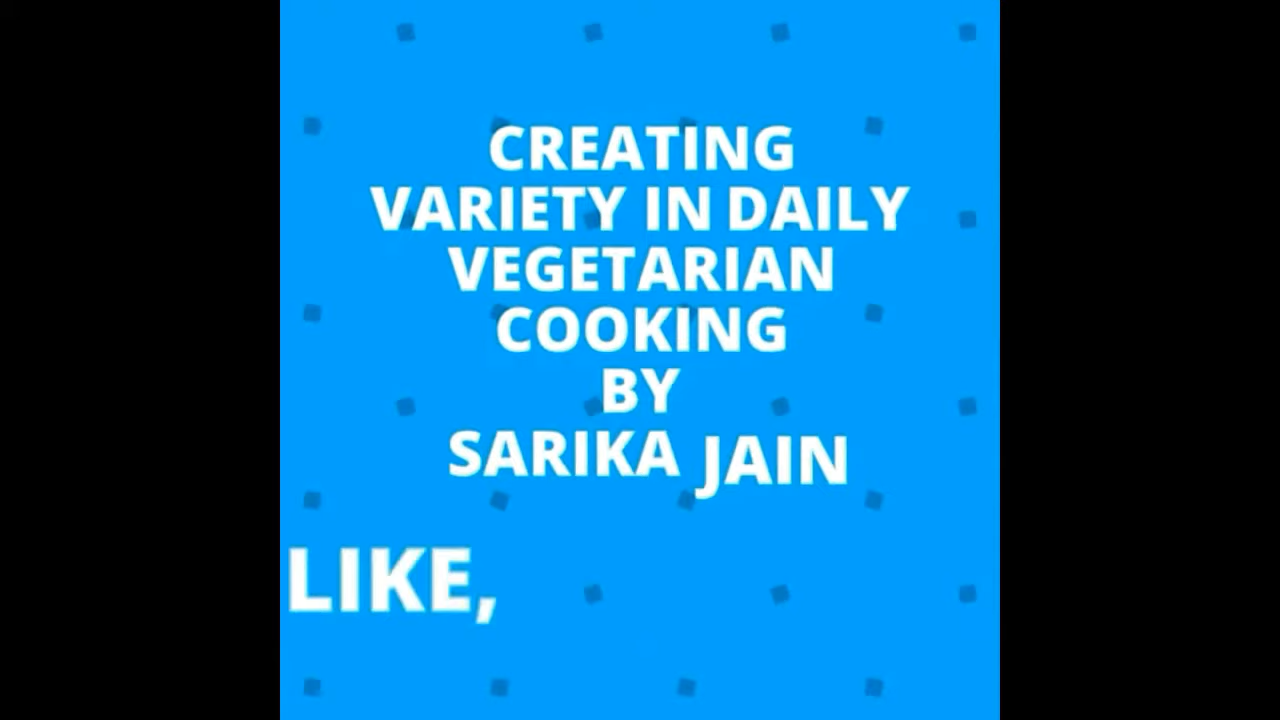 CREATING
VARIETY IN DAILY
VEGETARIAN
COOKING
BY
SARIKA JAIN
LIKE,